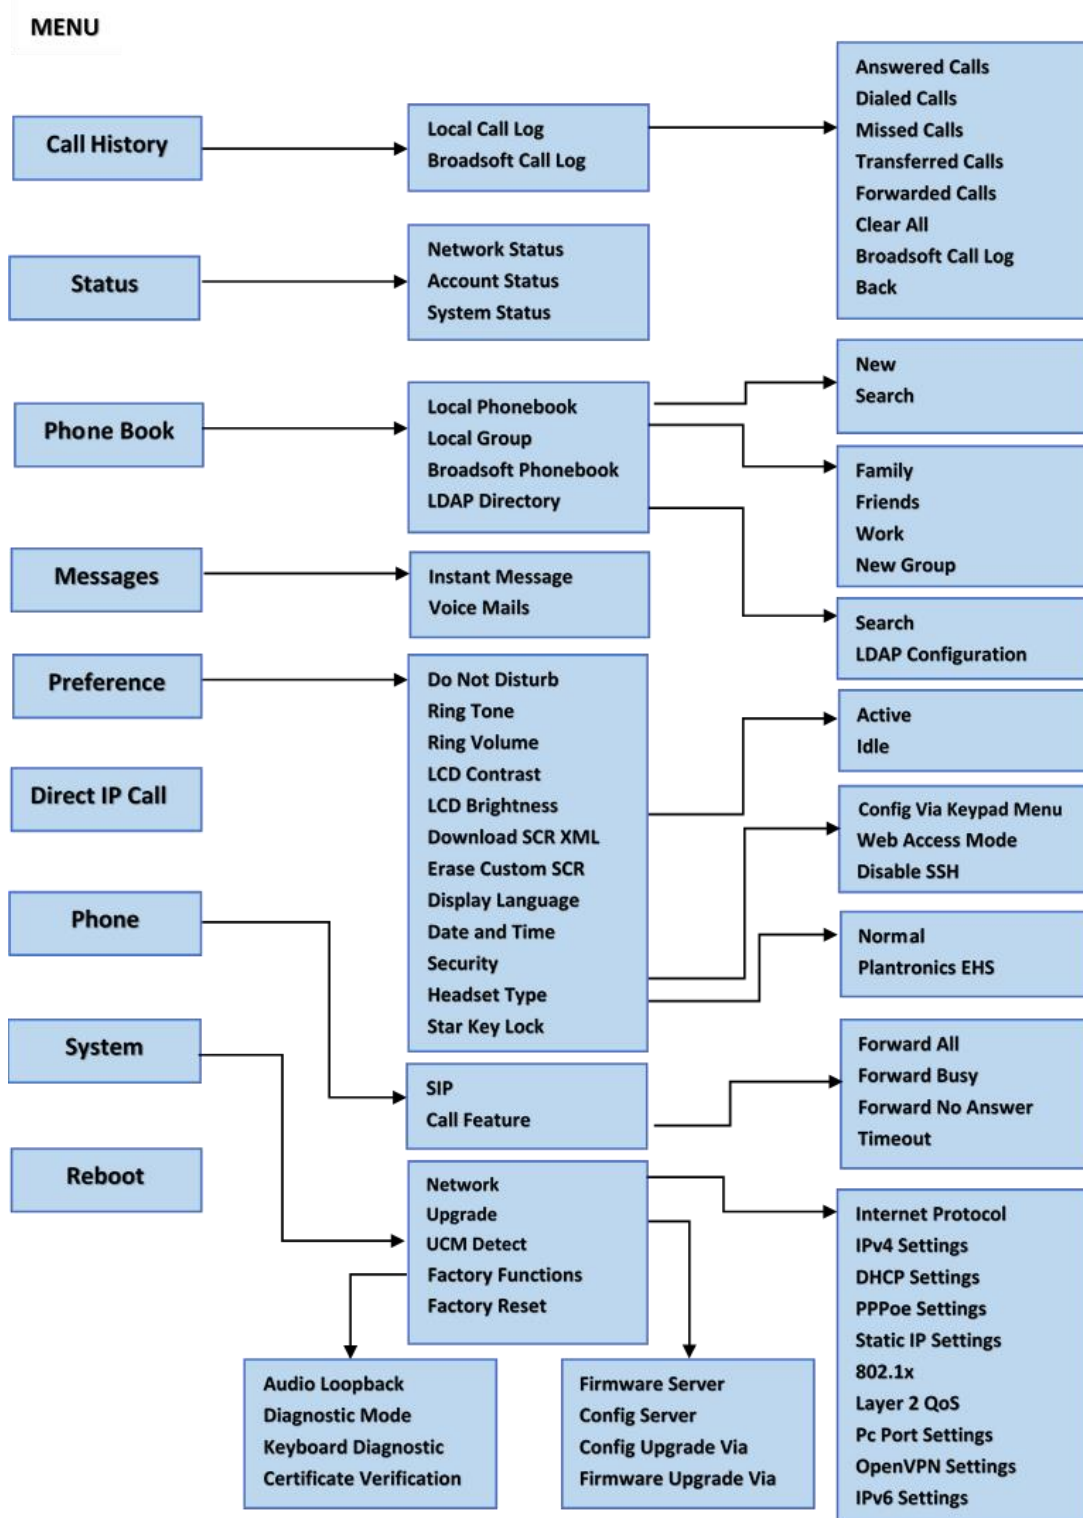 MENU
Call History
Local Call Log
Broadsoft Call Log
Answered Calls
Dialed Calls
Missed Calls
Transferred Calls
Forwarded Calls
Clear All
Broadsoft Call Log
Back
Status
Network Status
Account Status
System Status
Phone Book
Local Phonebook
Local Group
Broadsoft Phonebook
LDAP Directory
New
Search
Family
Friends
Work
New Group
Search
LDAP Configuration
Messages
Instant Message
Voice Mails
Preference
Do Not Disturb
Ring Tone
Ring Volume
LCD Contrast
LCD Brightness
Download SCR XML
Erase Custom SCR
Display Language
Date and Time
Security
Headset Type
Star Key Lock
Active
Idle
Config Via Keypad Menu
Web Access Mode
Disable SSH
Normal
Plantronics EHS
Direct IP Call
Phone
SIP
Call Feature
Forward All
Forward Busy
Forward No Answer
Timeout
System
Network
Upgrade
UCM Detect
Factory Functions
Factory Reset
Internet Protocol
IPv4 Settings
DHCP Settings
PPPoe Settings
Static IP Settings
802.1x
Layer 2 QoS
Pc Port Settings
OpenVPN Settings
IPv6 Settings
Audio Loopback
Diagnostic Mode
Keyboard Diagnostic
Certificate Verification
Firmware Server
Config Server
Config Upgrade Via
Firmware Upgrade Via
Reboot